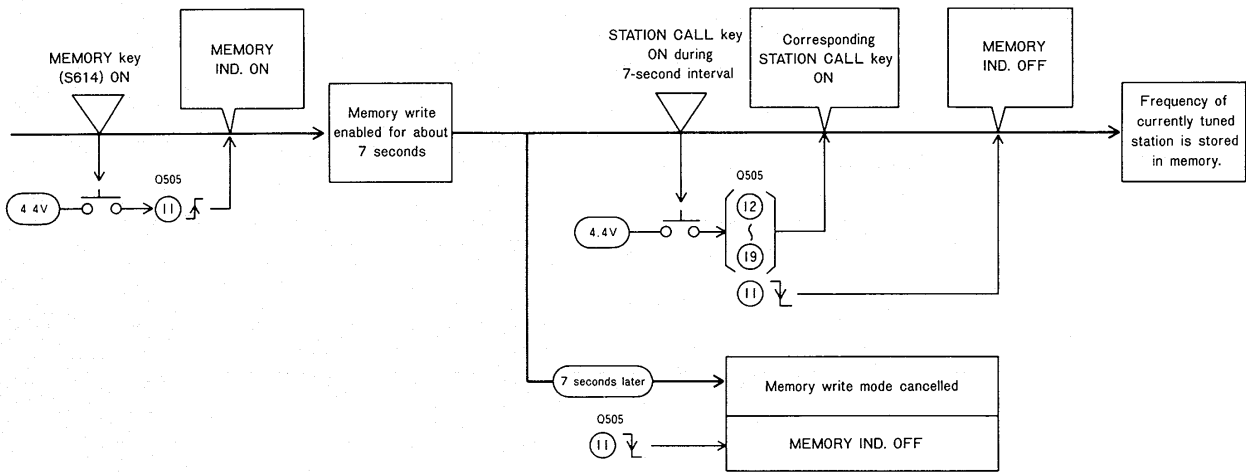 MEMORY key
(S614) ON
MEMORY
IND. ON
4 4V
Q505
11
Memory write
enabled for about
7 seconds
STATION CALL key
ON during
7-second interval
Corresponding
STATION CALL key
ON
MEMORY
IND. OFF
Frequency of
currently tuned
station is stored
in memory.
4.4V
Q505
12
19
11
7 seconds later
Memory write mode cancelled
Q505
11
MEMORY IND. OFF